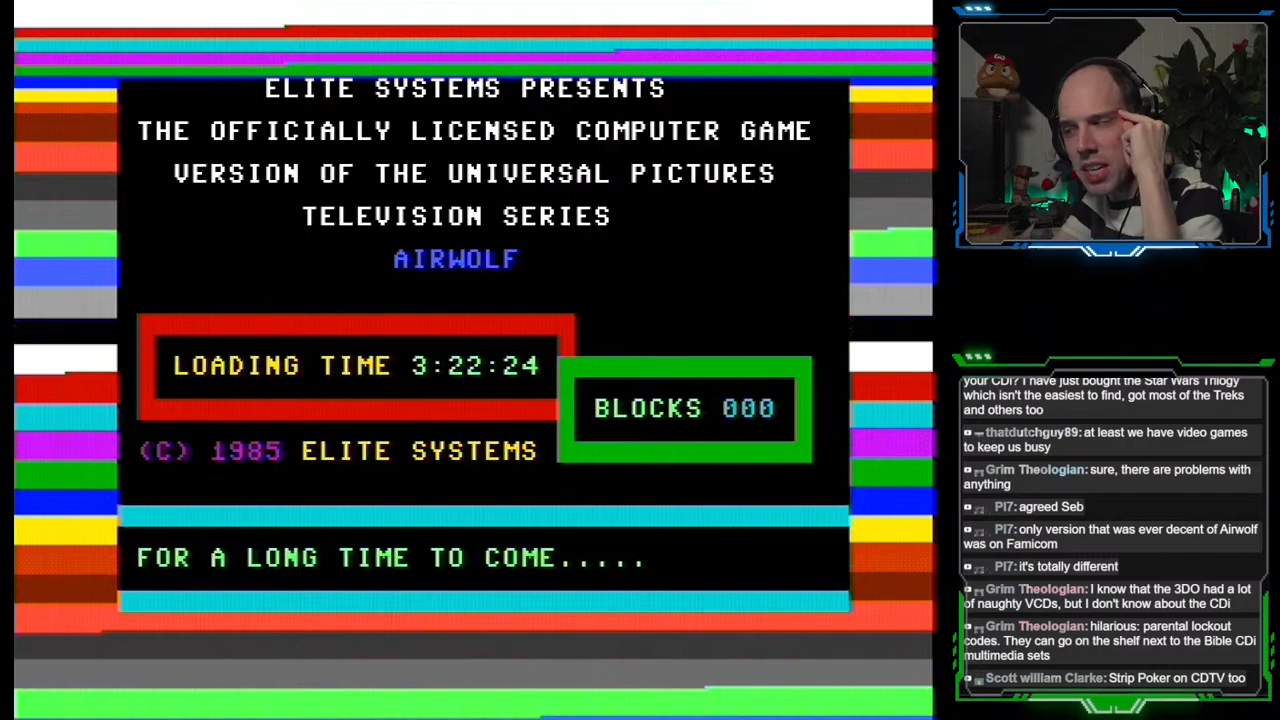 ELITE SYSTEMS PRESENTS
THE OFFICIALLY LICENSED COMPUTER GAME
VERSION OF THE UNIVERSAL PICTURES
TELEVISION SERIES
AIRWOLF
LOADING TIME 3:22:24
BLOCKS 000
(C) 1985 ELITE SYSTEMS
FOR A LONG TIME TO COME.....
your CDi? I have just bought the Star Wars Trilogy
which isn't the easiest to find, got most of the Treks
and others too
thatdutchguy89: at least we have video games
to keep us busy
Grim Theologian: sure, there are problems with
anything
PI7: agreed Seb
PI7: only version that was ever decent of Airwolf
was on Famicom
PI7: it's totally different
Grim Theologian: I know that the 3DO had a lot
of naughty VCDs, but I don't know about the CDi
Grim Theologian: hilarious: parental lockout
codes. They can go on the shelf next to the Bible CDi
multimedia sets
Scott william Clarke: Strip Poker on CDTV too